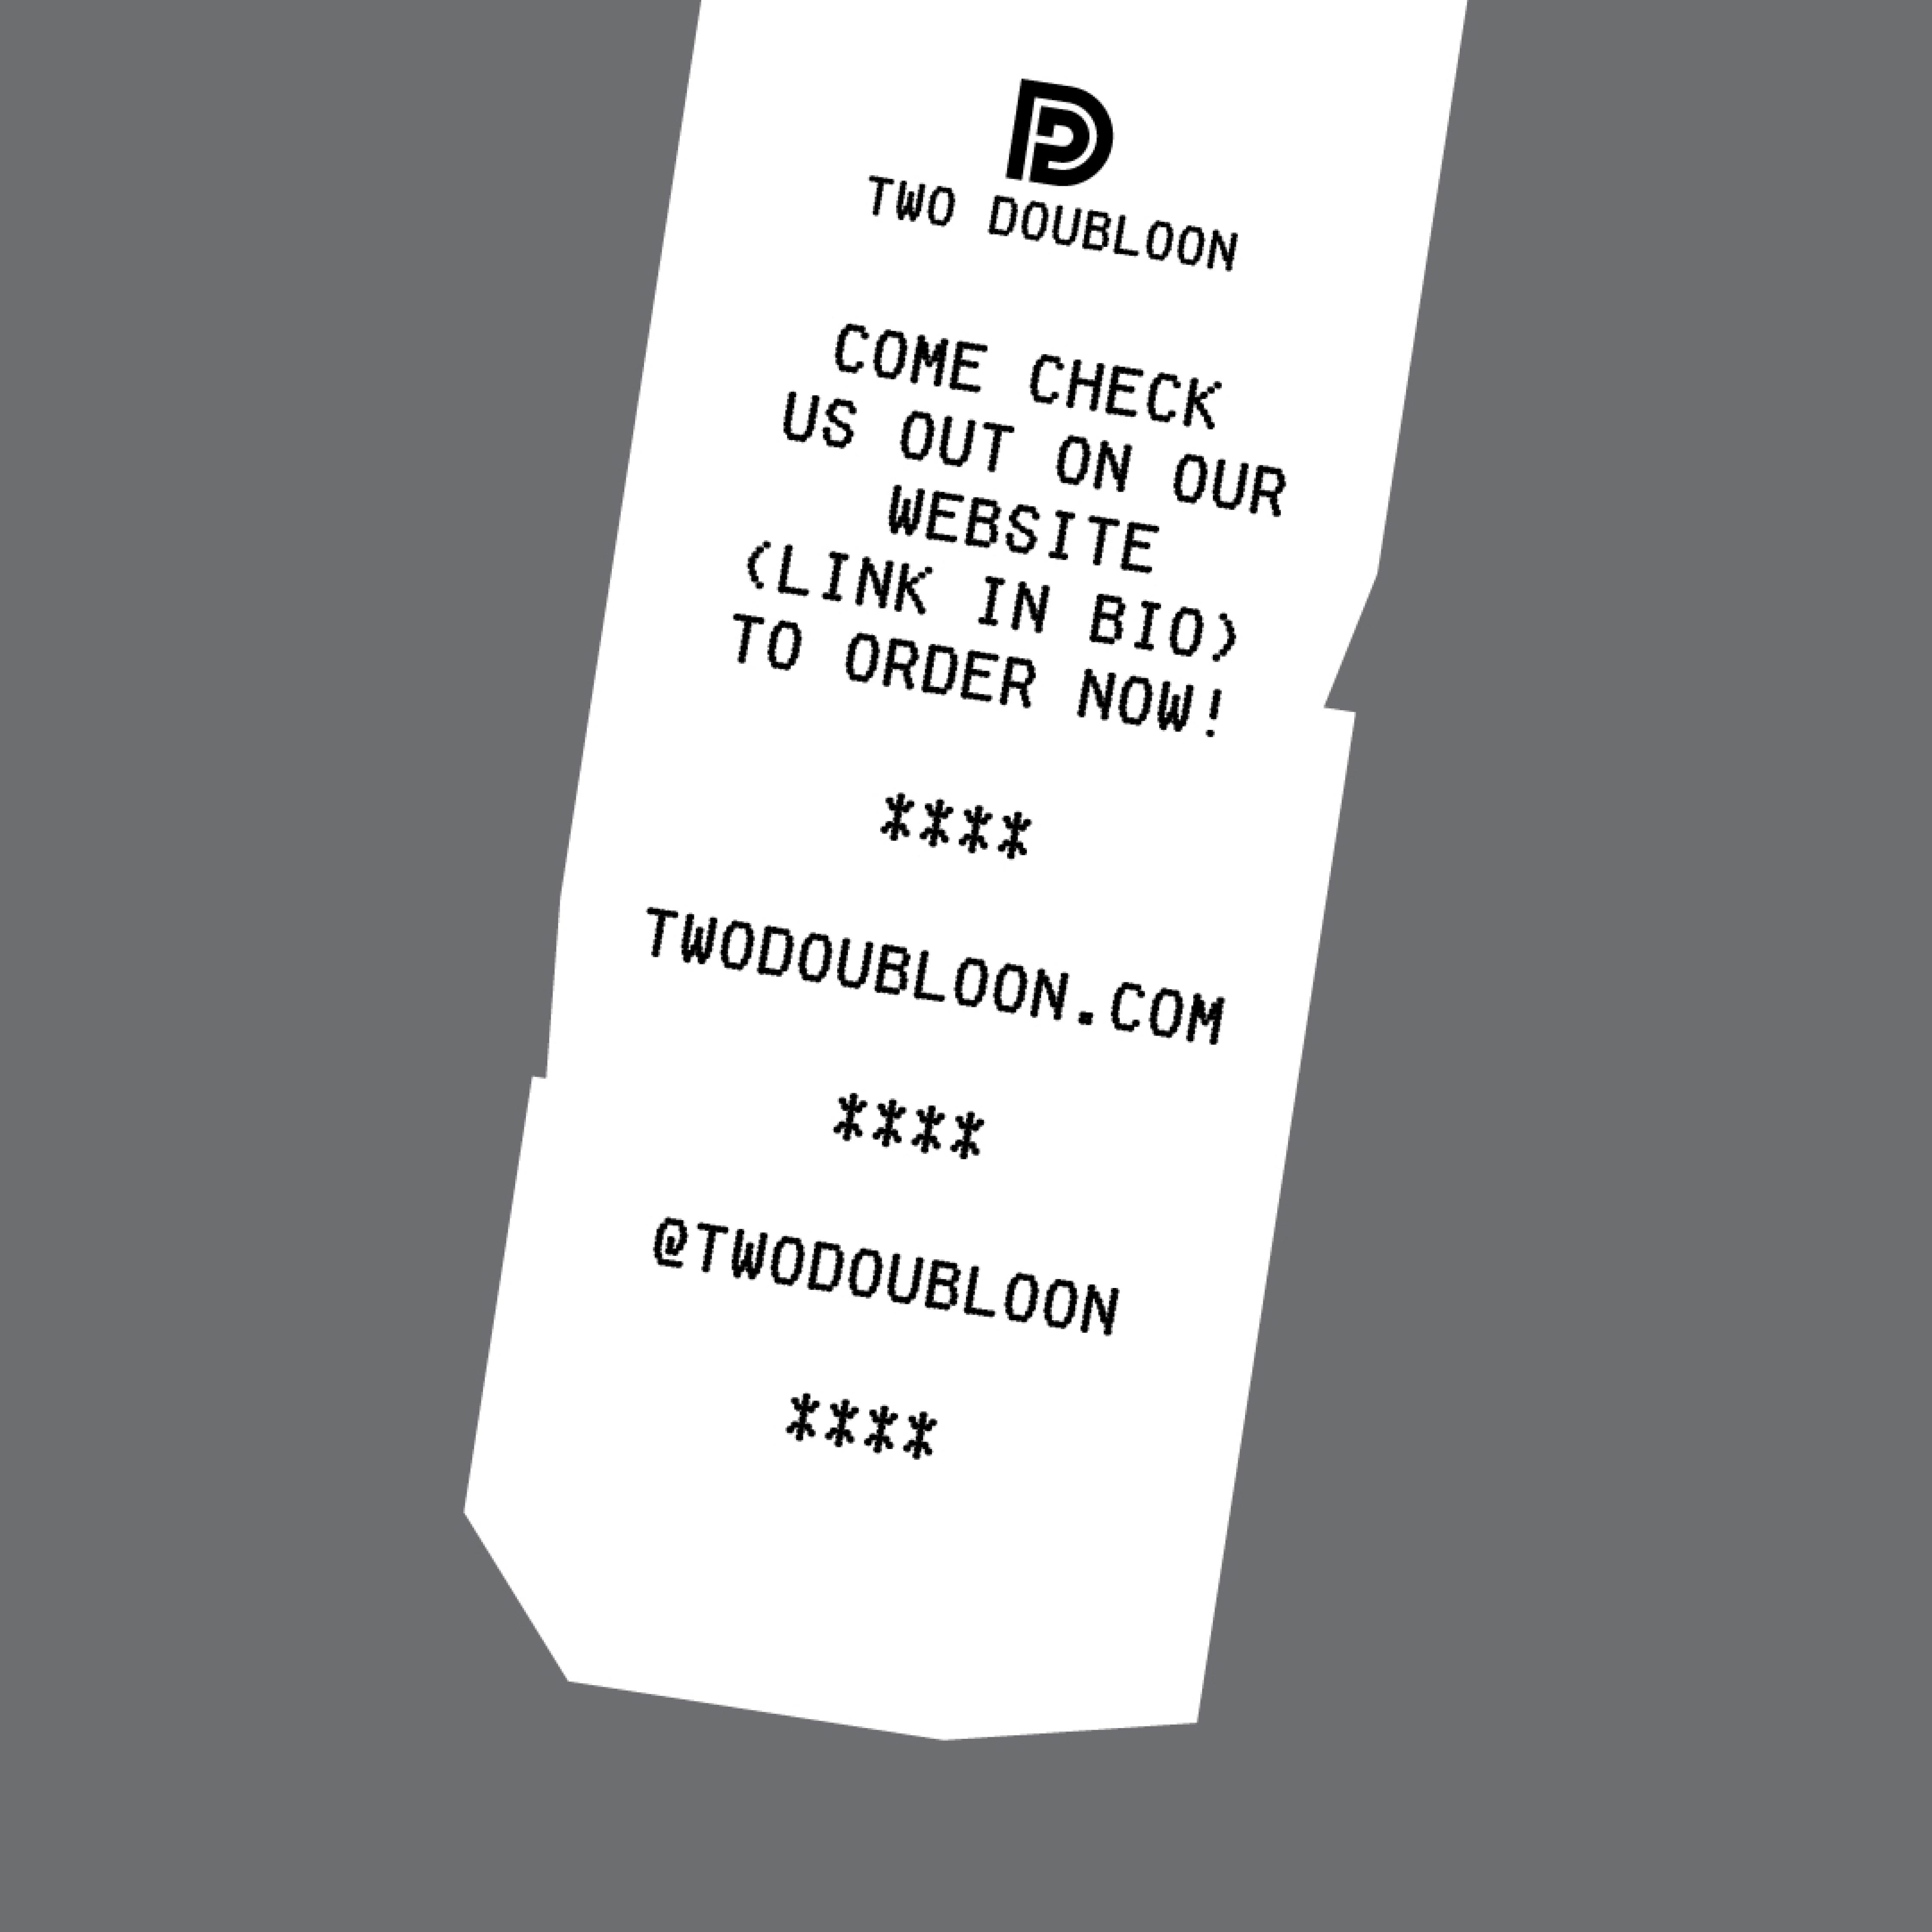 TWO DOUBLOON
COME CHECK
US OUT ON OUR
WEBSITE
(LINK IN BIO)
TO ORDER NOW!
****
TWODOUBLOON.COM
****
@TWODOUBLOON
****